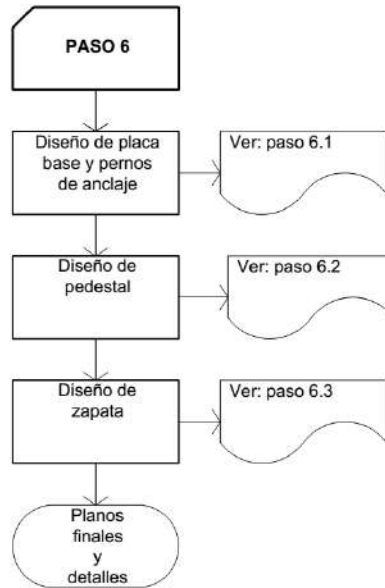 PASO 6
Diseño de placa
base y pernos
de anclaje
Ver: paso 6.1
Diseño de
pedestal
Ver: paso 6.2
Diseño de
zapata
Ver: paso 6.3
Planos
finales
y
detalles